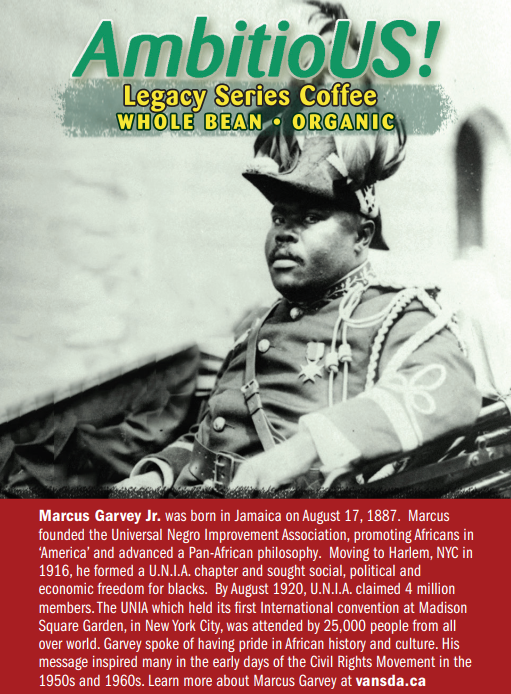 AmbitioUS!
Legacy Series Coffee
WHOLE BEAN • ORGANIC
Marcus Garvey Jr. was born in Jamaica on August 17, 1887. Marcus
founded the Universal Negro Improvement Association, promoting Africans in
‘America’ and advanced a Pan-African philosophy. Moving to Harlem, NYC in
1916, he formed a U.N.I.A. chapter and sought social, political and
economic freedom for blacks. By August 1920, U.N.I.A. claimed 4 million
members. The UNIA which held its first International convention at Madison
Square Garden, in New York City, was attended by 25,000 people from all
over world. Garvey spoke of having pride in African history and culture. His
message inspired many in the early days of the Civil Rights Movement in the
1950s and 1960s. Learn more about Marcus Garvey at vansda.ca